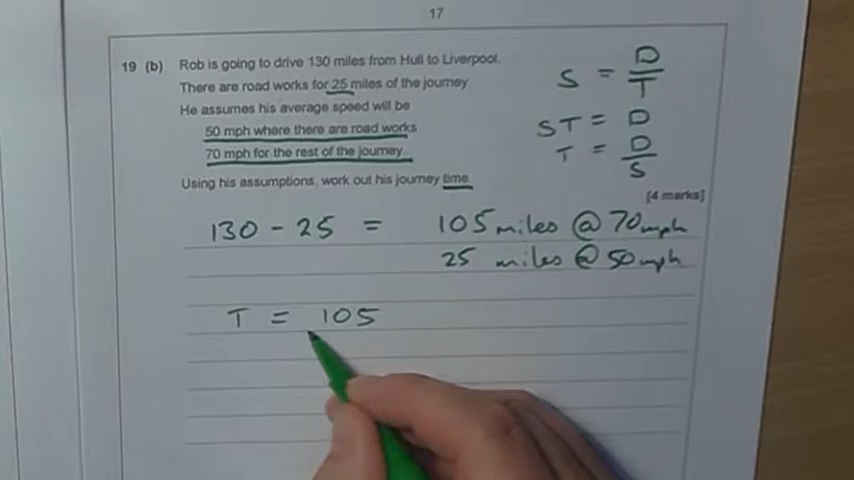 17
19 (b) Rob is going to drive 130 miles from Hull to Liverpool.
There are road works for 25 miles of the journey.
He assumes his average speed will be
50 mph where there are road works
70 mph for the rest of the journey.
Using his assumptions, work out his journey time.
[4 marks]
S = D/T
ST = D
T = D/S
130 - 25 = 105 miles @ 70mph
25 miles @ 50mph
T = 105